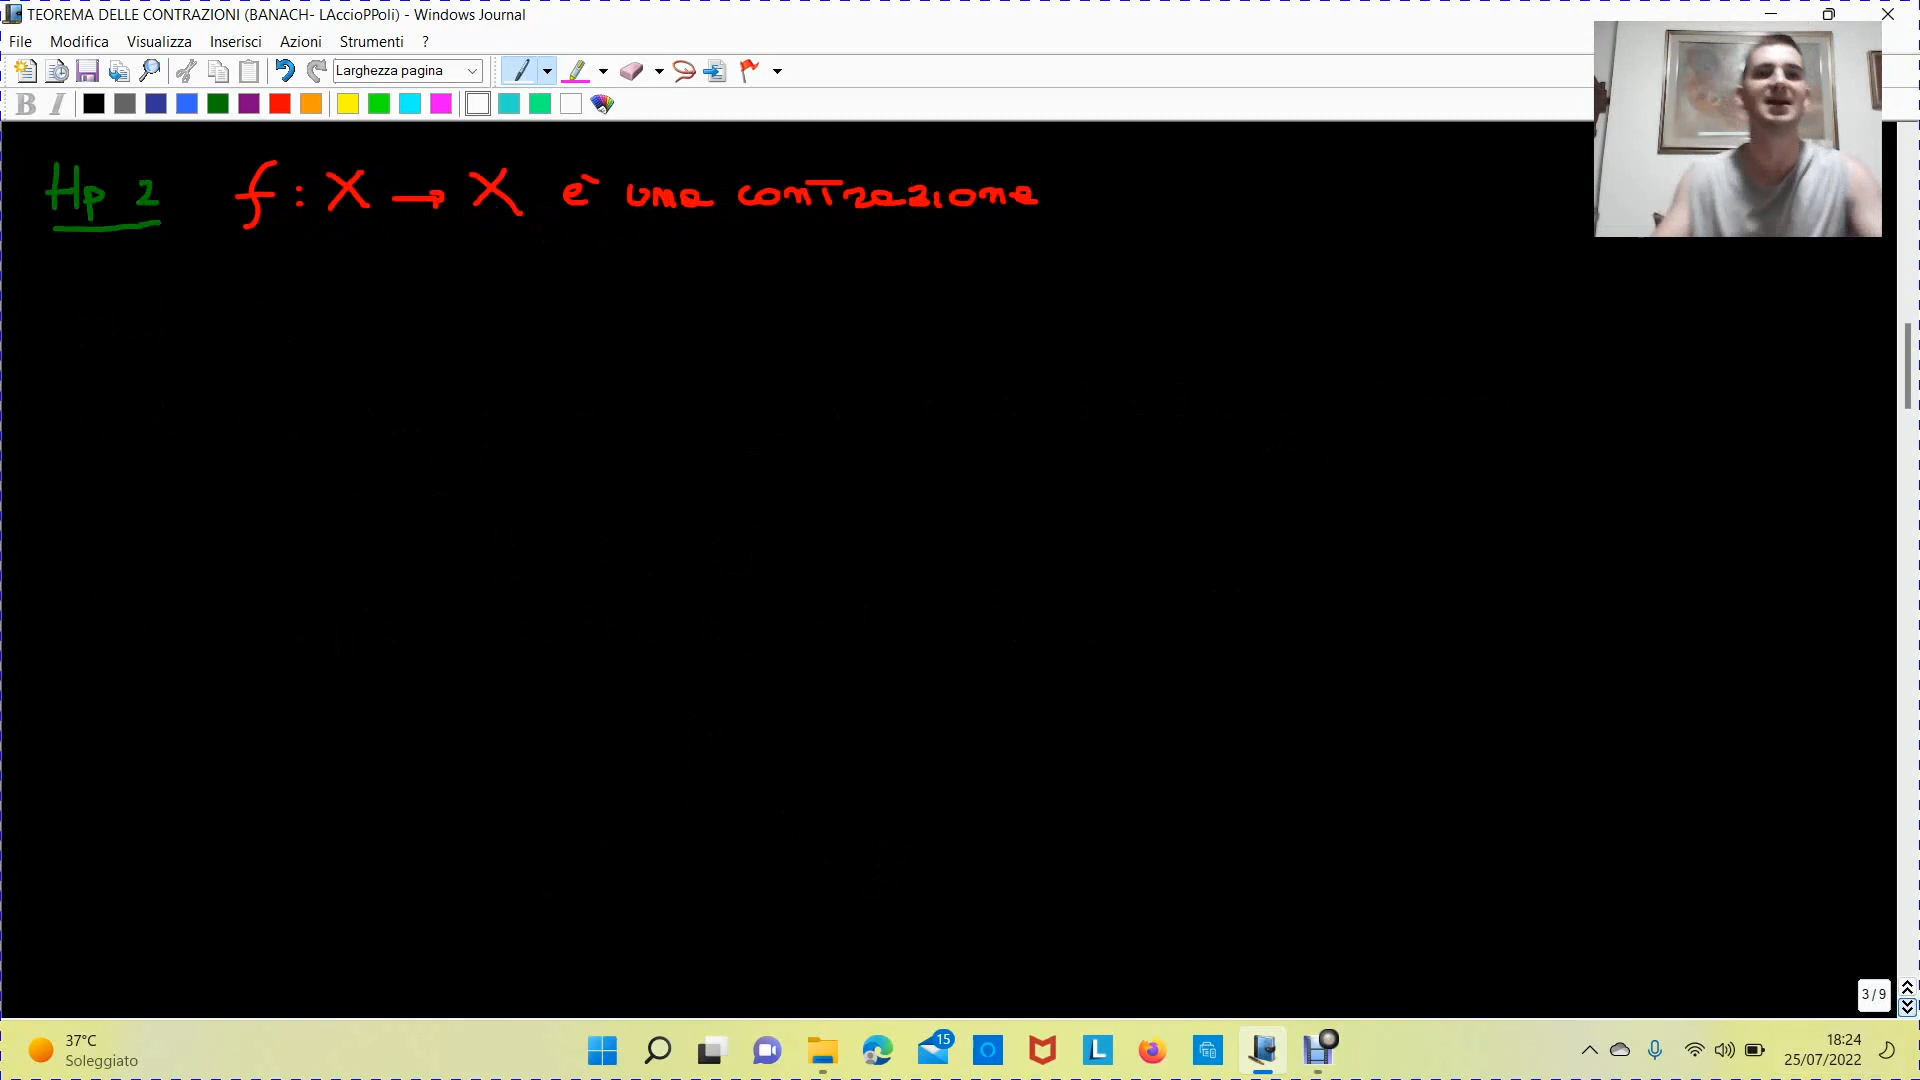 TEOREMA DELLE CONTRAZIONI (BANACH- LAccioPPoli) - Windows Journal
File Modifica Visualizza Inserisci Azioni Strumenti ?
Larghezza pagina
B I
Hp 2 f : X → X è una contrazione
3 / 9
37°C
Soleggiato
15
L
18:24
25/07/2022